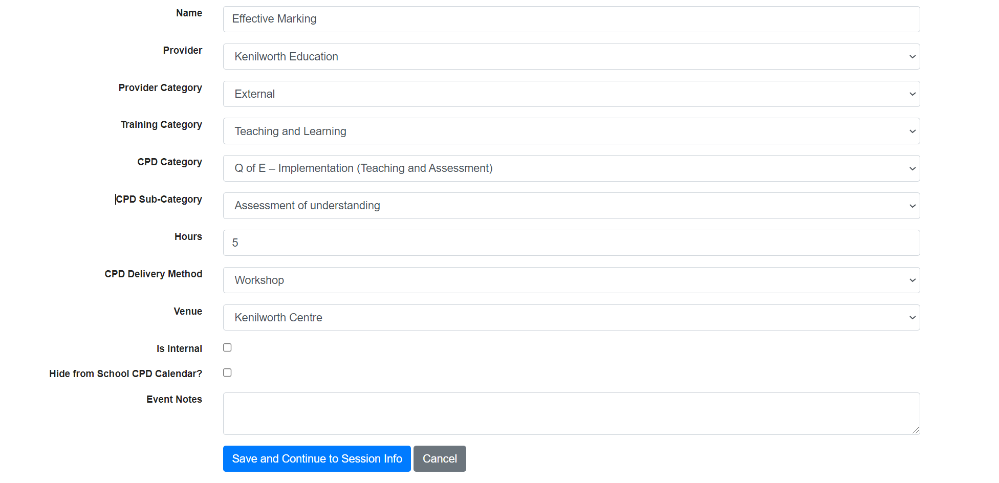 Name
Effective Marking
Provider
Kenilworth Education
Provider Category
External
Training Category
Teaching and Learning
CPD Category
Q of E – Implementation (Teaching and Assessment)
CPD Sub-Category
Assessment of understanding
Hours
5
CPD Delivery Method
Workshop
Venue
Kenilworth Centre
Is Internal
Hide from School CPD Calendar?
Event Notes
Save and Continue to Session Info
Cancel